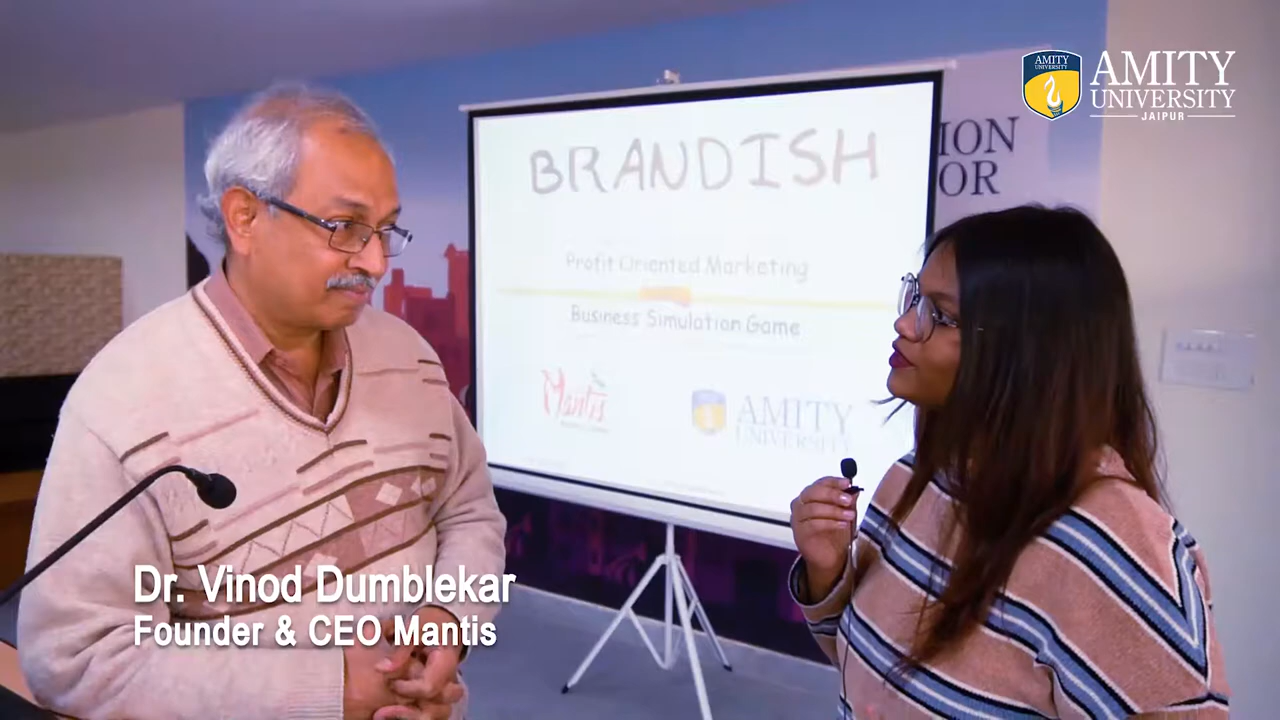 AMITY
UNIVERSITY
AMITY
UNIVERSITY
JAIPUR
ION
OR
BRANDISH
Profit Oriented Marketing
Business Simulation Game
Mantis
AMITY
UNIVERSITY
Dr. Vinod Dumblekar
Founder & CEO Mantis